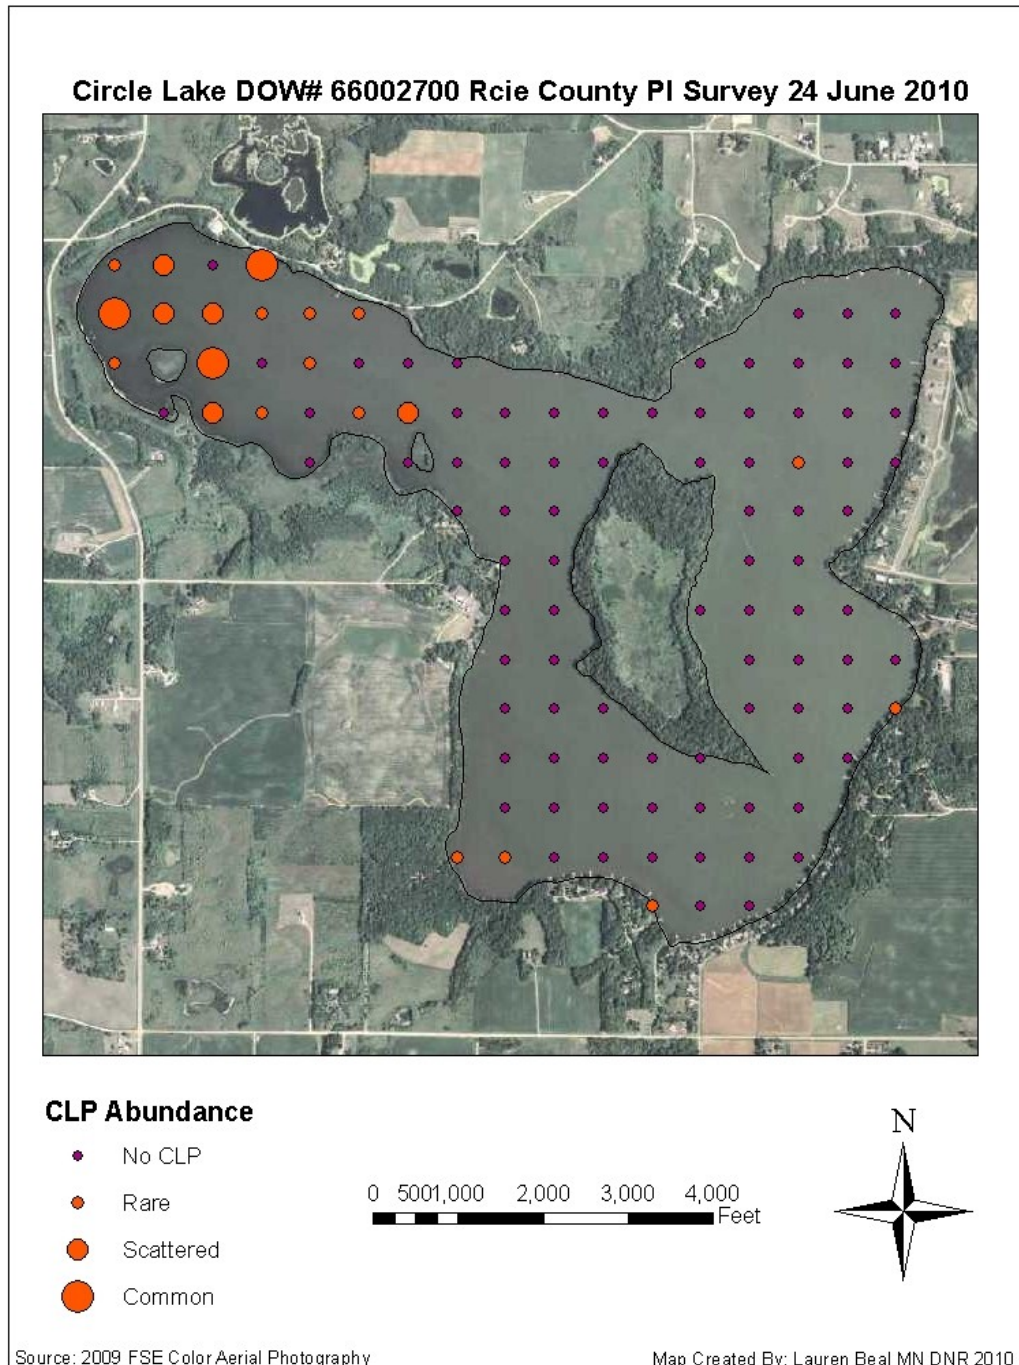 Circle Lake DOW# 66002700 Rcie County PI Survey 24 June 2010
CLP Abundance
No CLP
Rare
Scattered
Common
0 5001,000 2,000 3,000 4,000
Feet
N
Source: 2009 FSE Color Aerial Photography
Map Created By: Lauren Beal MN DNR 2010